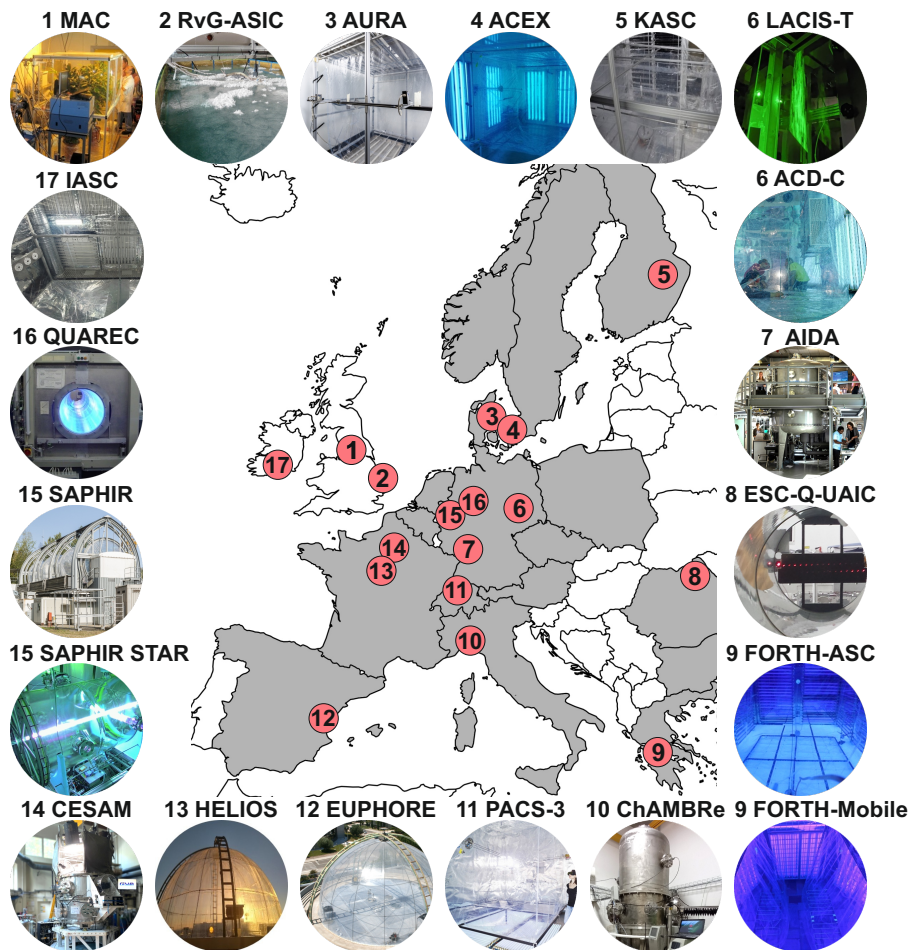 1 MAC
2 RvG-ASIC
3 AURA
4 ACEX
5 KASC
6 LACIS-T
17 IASC
6 ACD-C
16 QUAREC
7 AIDA
15 SAPHIR
8 ESC-Q-UAIC
15 SAPHIR STAR
9 FORTH-ASC
14 CESAM
13 HELIOS
12 EUPHORE
11 PACS-3
10 ChAMBRe
9 FORTH-Mobile
5
3
4
1
17
2
16
6
15
14
7
13
8
11
10
12
9